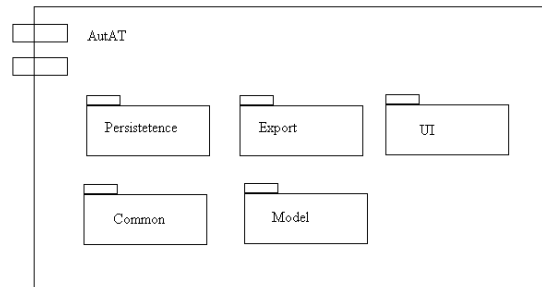 AutAT
Persistetence
Export
UI
Common
Model